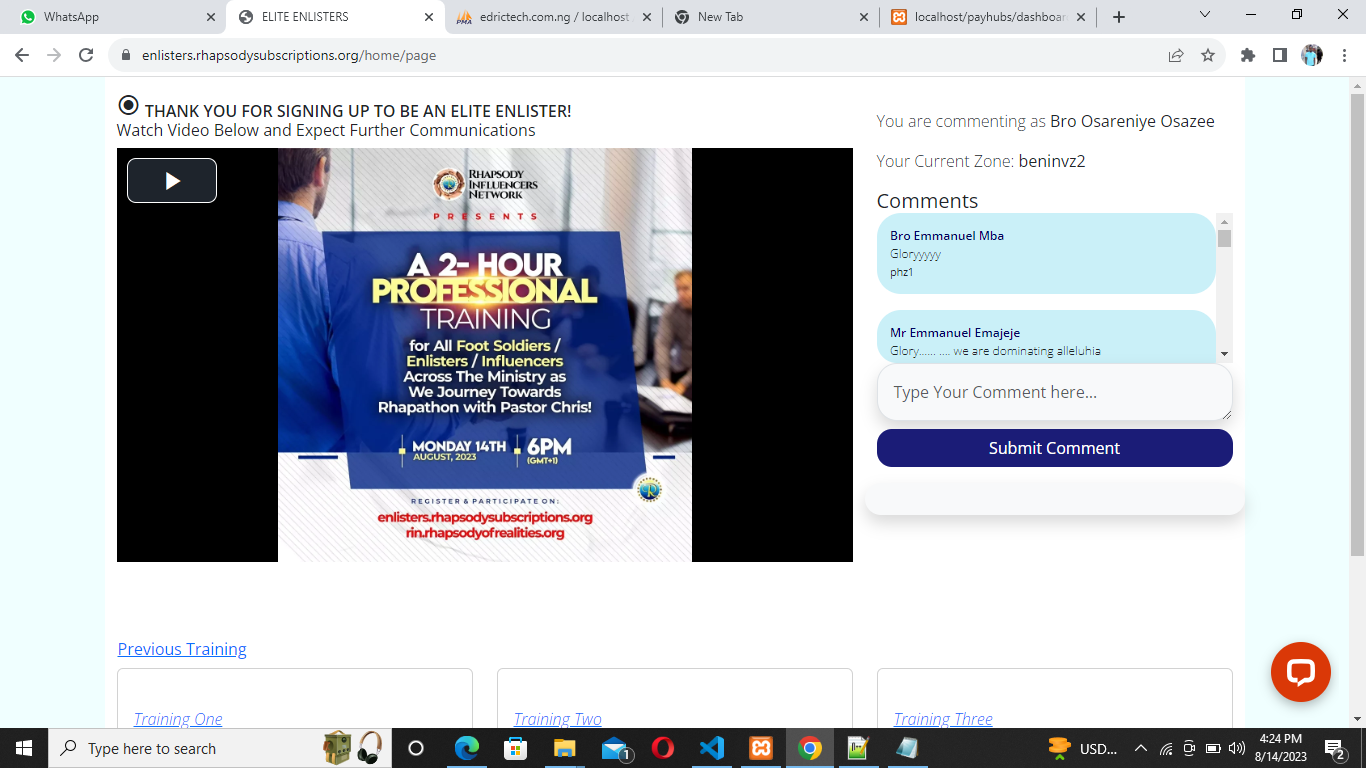 WhatsApp
ELITE ENLISTERS
edrictech.com.ng / localhost
New Tab
localhost/payhubs/dashboar
enlisters.rhapsodysubscriptions.org/home/page
THANK YOU FOR SIGNING UP TO BE AN ELITE ENLISTER!
Watch Video Below and Expect Further Communications
RHAPSODY
INFLUENCERS
NETWORK
PRESENTS
A 2- HOUR
PROFESSIONAL
TRAINING
for All Foot Soldiers /
Enlisters / Influencers
Across The Ministry as
We Journey Towards
Rhapathon with Pastor Chris!
MONDAY 14TH
AUGUST, 2023
6PM
(GMT+1)
REGISTER & PARTICIPATE ON:
enlisters.rhapsodysubscriptions.org
rin.rhapsodyofrealities.org
You are commenting as Bro Osareniye Osazee
Your Current Zone: beninvz2
Comments
Bro Emmanuel Mba
Gloryyyyy
phz1
Mr Emmanuel Emajeje
Glory...... .... we are dominating alleluhia
Type Your Comment here...
Submit Comment
Previous Training
Training One
Training Two
Training Three
Type here to search
1
USD...
4:24 PM
8/14/2023
2